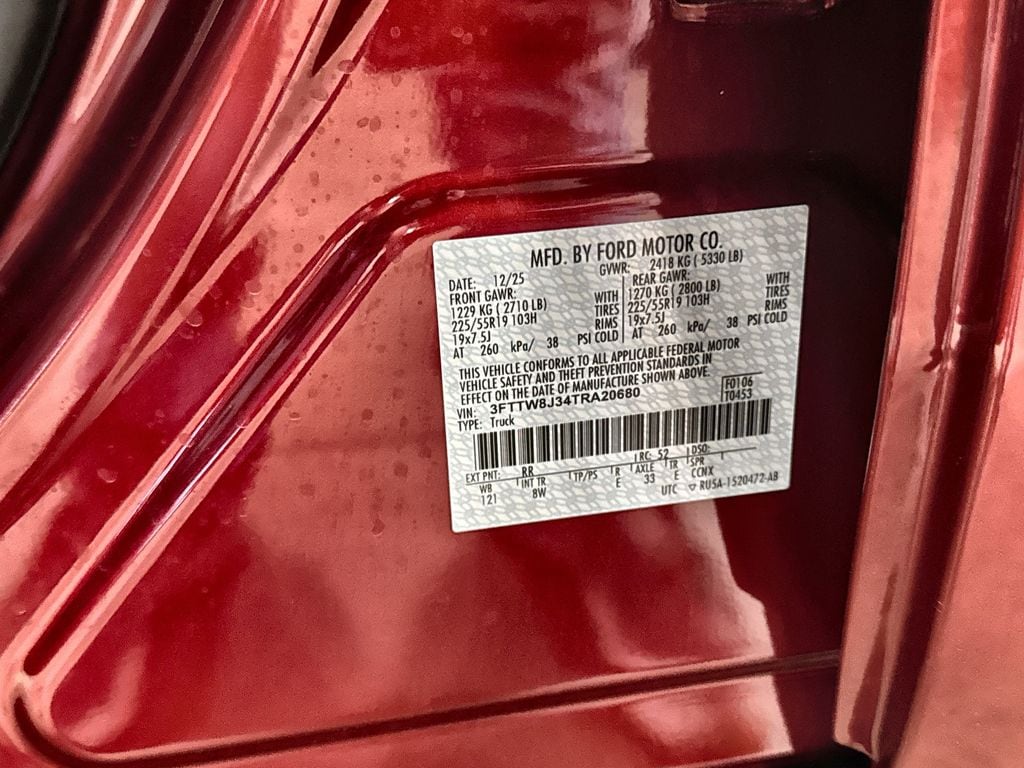 MFD. BY FORD MOTOR CO.
DATE: 12/25 GVWR: 2418 KG ( 5330 LB)
FRONT GAWR: REAR GAWR:
1229 KG ( 2710 LB) WITH 1270 KG ( 2800 LB) WITH
225/55R19 103H TIRES 225/55R19 103H TIRES
19x7.5J RIMS 19x7.5J RIMS
AT 260 kPa/ 38 PSI COLD AT 260 kPa/ 38 PSI COLD
THIS VEHICLE CONFORMS TO ALL APPLICABLE FEDERAL MOTOR
VEHICLE SAFETY AND THEFT PREVENTION STANDARDS IN
EFFECT ON THE DATE OF MANUFACTURE SHOWN ABOVE.
VIN: 3FTTW8J34TRA20680 F0106
TYPE: Truck T0453
EXT PNT: RR RC: 52 DSO:
WB INT TR TP/PS R AXLE TR SPR
121 8W E 33 E CCNX
UTC RU5A-1520472-AB